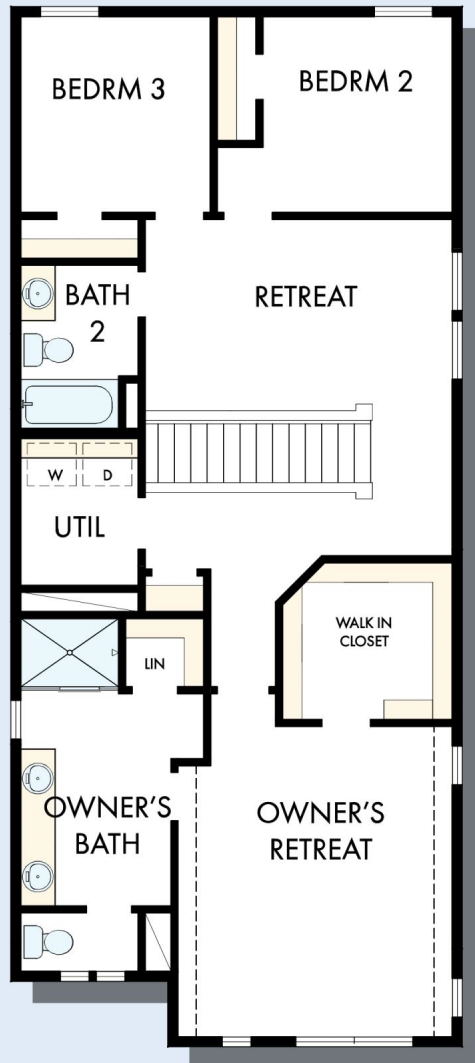 BEDRM 3
BEDRM 2
BATH
2
RETREAT
W
D
UTIL
LIN
WALK IN
CLOSET
OWNER'S
BATH
OWNER'S
RETREAT